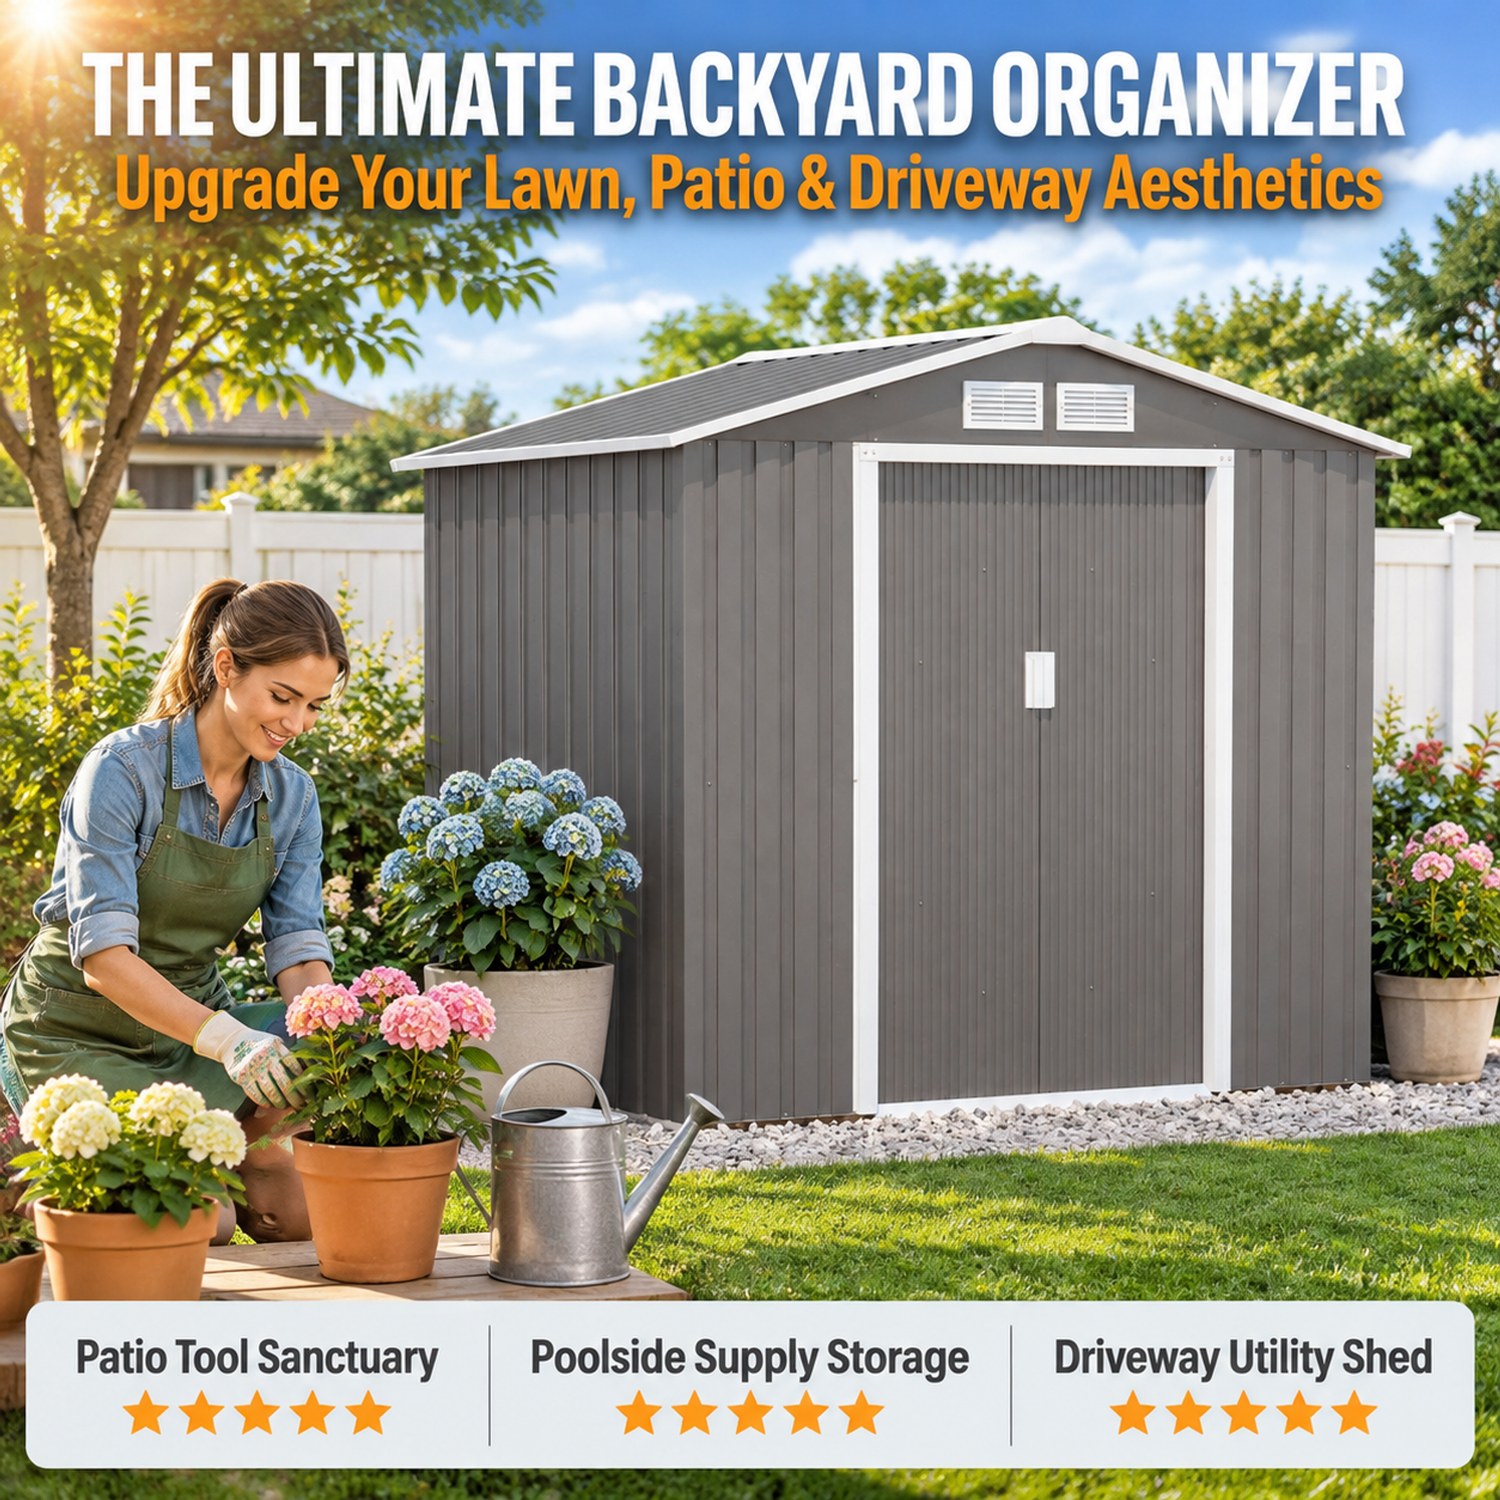 THE ULTIMATE BACKYARD ORGANIZER
Upgrade Your Lawn, Patio & Driveway Aesthetics
Patio Tool Sanctuary
Poolside Supply Storage
Driveway Utility Shed